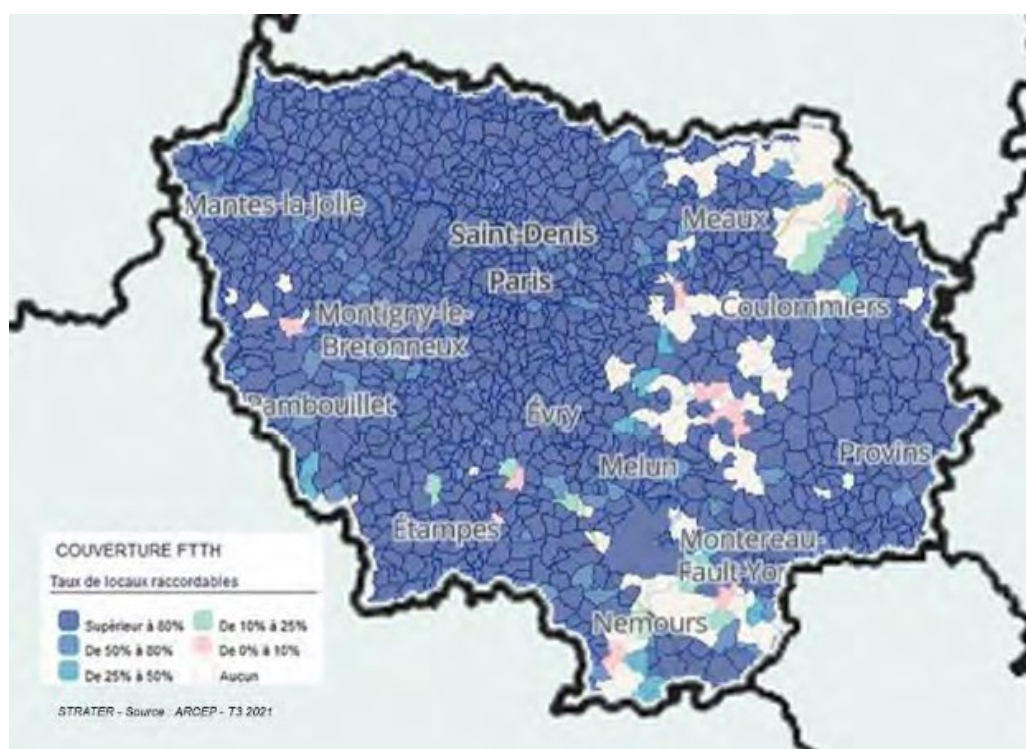 Mantes-la-Jolie
Saint-Denis
Meaux
Paris
Coulommiers
Montigny-le-
Bretonneux
Rambouillet
Évry
Melun
Provins
Étampes
Montereau-
Fault-Yon
Nemours
COUVERTURE FTTH
Taux de locaux raccordables
Supérieur à 80% De 10% à 25%
De 50% à 80% De 0% à 10%
De 25% à 50% Aucun
STRATER - Source : ARCEP - T3 2021